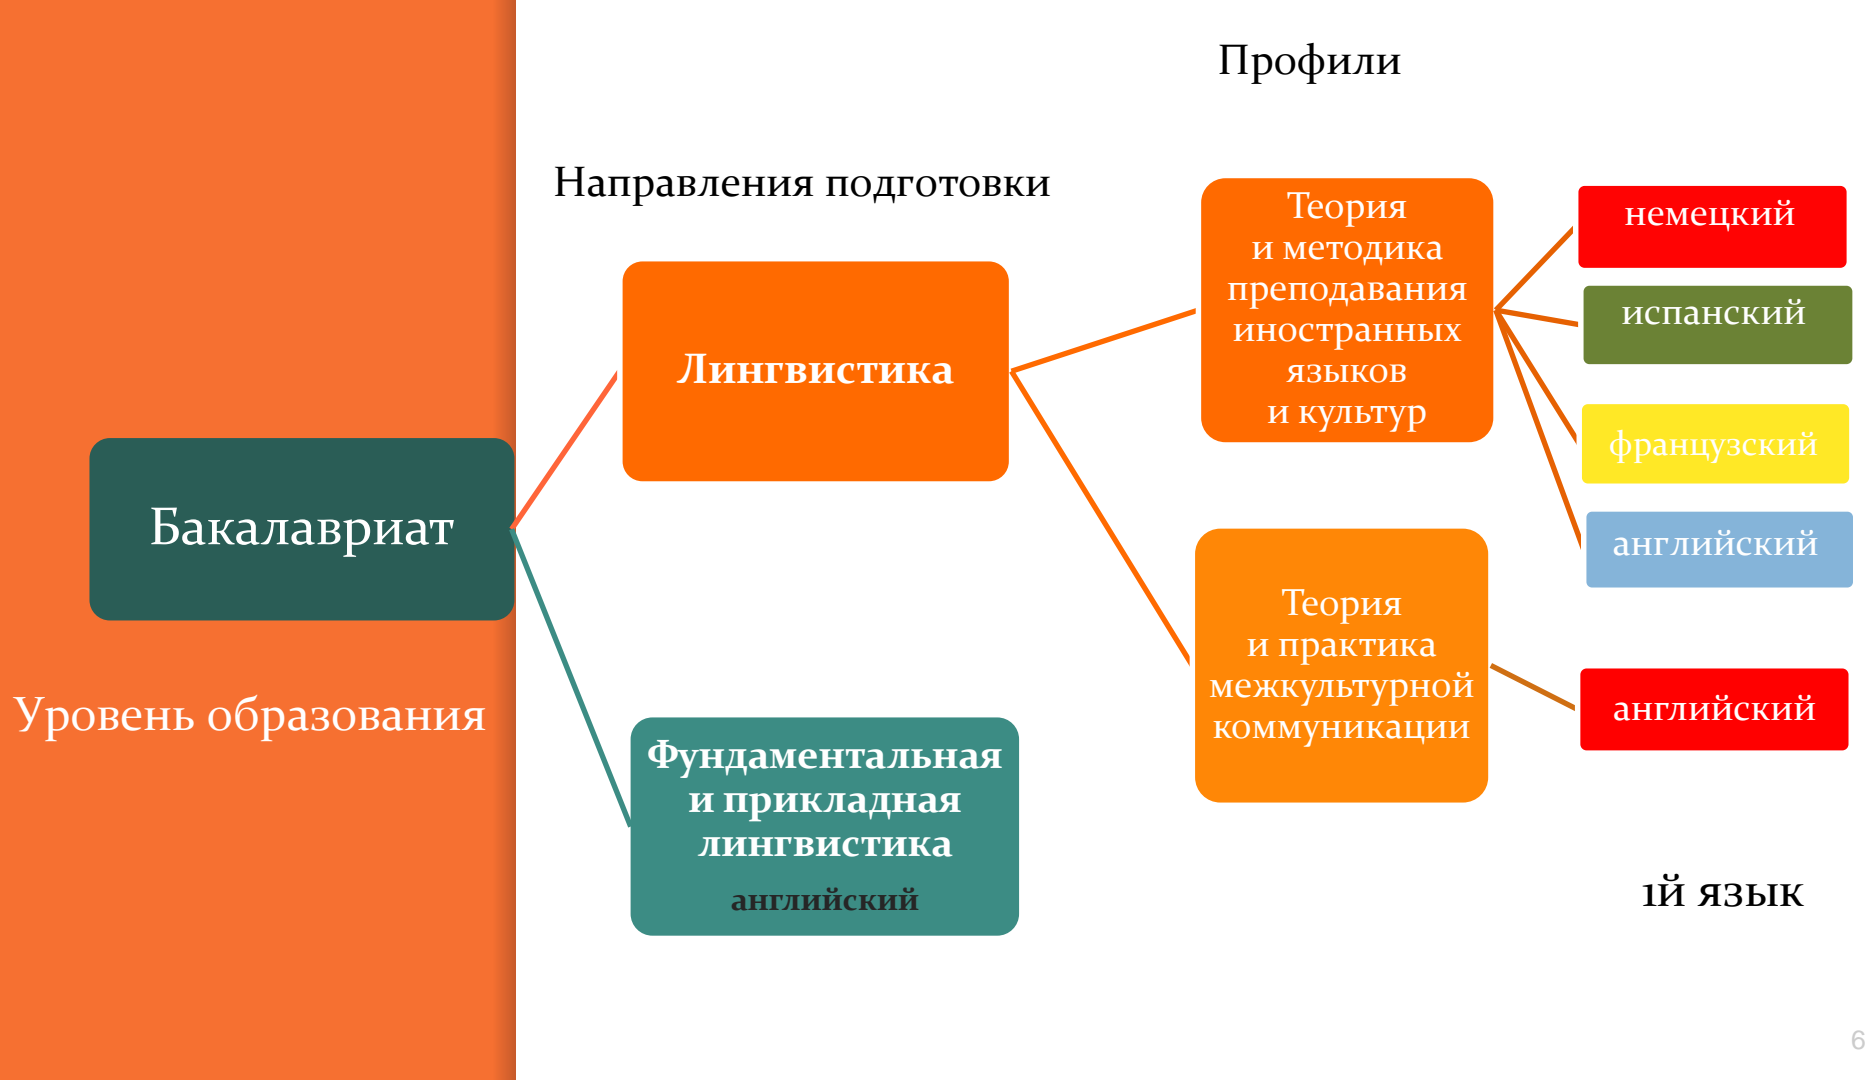 Профили
Направления подготовки
Бакалавриат
Уровень образования
Лингвистика
Фундаментальная
и прикладная
лингвистика
английский
Теория
и методика
преподавания
иностранных
языков
и культур
Теория
и практика
межкультурной
коммуникации
немецкий
испанский
французский
английский
английский
1й язык
6